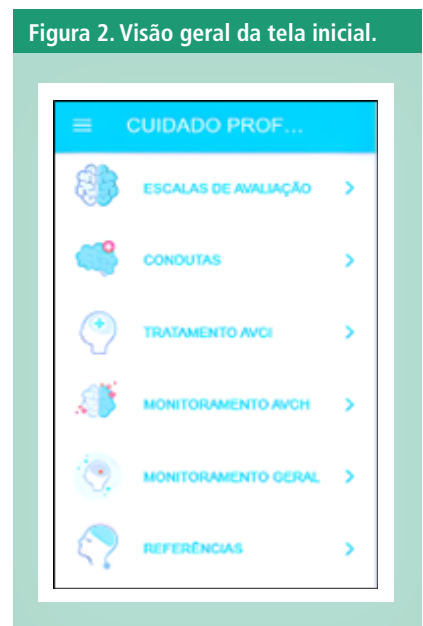 Figura 2. Visão geral da tela inicial.
CUIDADO PROF...
ESCALAS DE AVALIAÇÃO
CONDUTAS
TRATAMENTO AVCI
MONITORAMENTO AVCH
MONITORAMENTO GERAL
REFERÊNCIAS